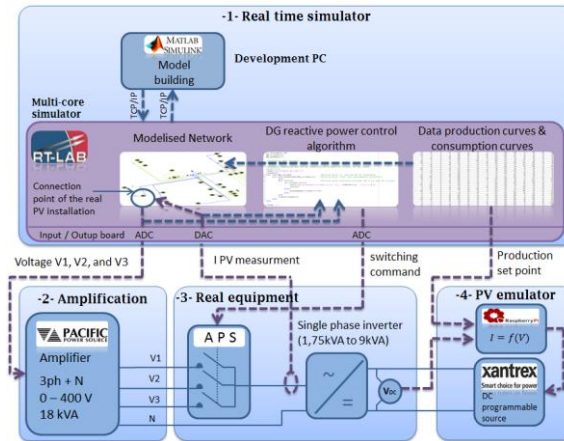 -1- Real time simulator
MATLAB
SIMULINK
Model
building
Development PC
TCP/IP
TCP/IP
Multi-core
simulator
RT-LAB
Modelised Network
DG reactive power control
algorithm
Data production curves &
consumption curves
Connection
point of the real
PV installation
Input / Outup board
ADC
DAC
ADC
Voltage V1, V2, and V3
I PV measurment
switching
command
Production
set point
-2- Amplification
-3- Real equipment
-4- PV emulator
PACIFIC
POWER SOURCE
Amplifier
3ph + N
0 – 400 V
18 kVA
V1
V2
V3
N
A P S
Single phase inverter
(1,75kVA to 9kVA)
~
=
VDC
RaspberryPi
I = f(V)
xantrex
Smart choice for power
DC
programmable
source